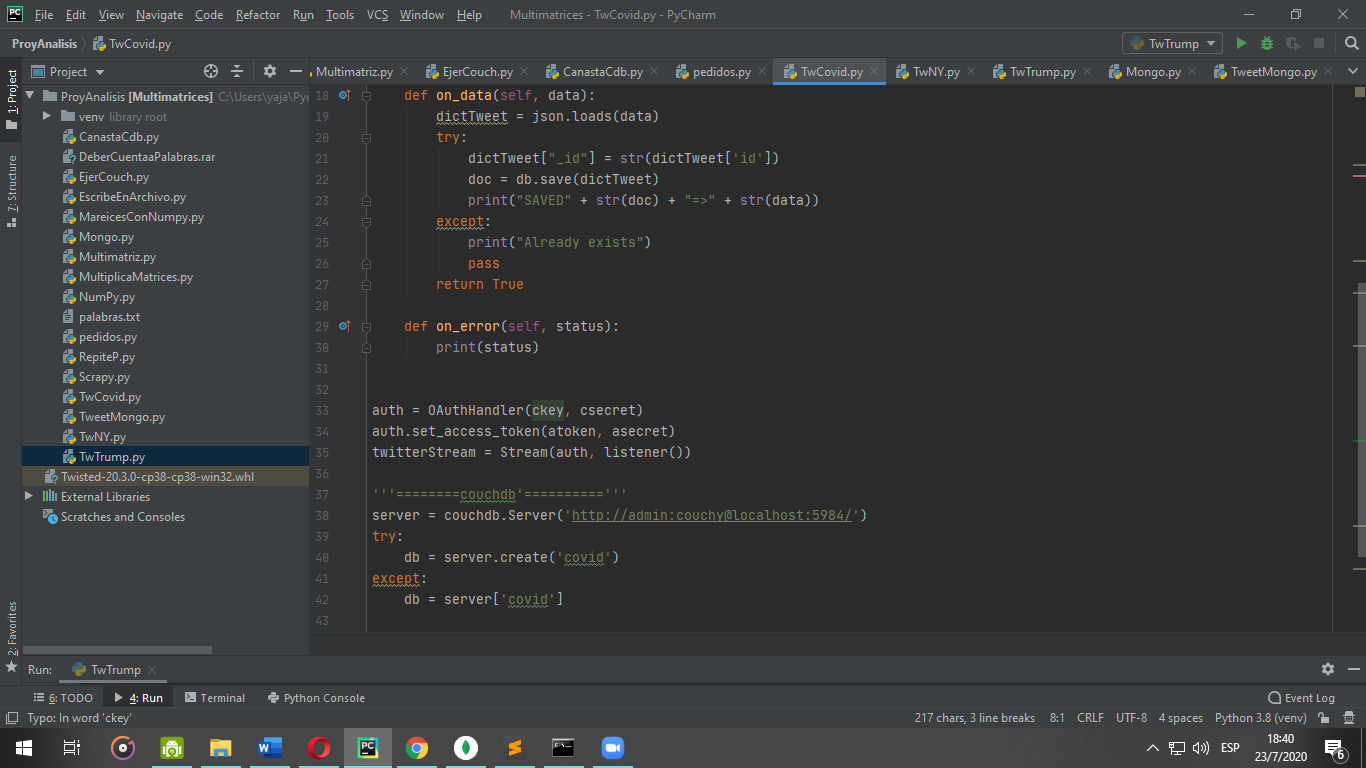 File Edit View Navigate Code Refactor Run Tools VCS Window Help Multimatrices - TwCovid.py - PyCharm
ProyAnalisis TwCovid.py TwTrump
Project Multimatriz.py EjerCouch.py CanastaCdb.py pedidos.py TwCovid.py TwNY.py TwTrump.py Mongo.py TweetMongo.py
1: Project
7: Structure
2: Favorites
ProyAnalisis [Multimatrices] C:\Users\yaja\Pyc
venv library root
CanastaCdb.py
DeberCuentaaPalabras.rar
EjerCouch.py
EscribeEnArchivo.py
MareicesConNumpy.py
Mongo.py
Multimatriz.py
MultiplicaMatrices.py
NumPy.py
palabras.txt
pedidos.py
RepiteP.py
Scrapy.py
TwCovid.py
TweetMongo.py
TwNY.py
TwTrump.py
Twisted-20.3.0-cp38-cp38-win32.whl
External Libraries
Scratches and Consoles
18 def on_data(self, data):
19 dictTweet = json.loads(data)
20 try:
21 dictTweet["_id"] = str(dictTweet['id'])
22 doc = db.save(dictTweet)
23 print("SAVED" + str(doc) + "=>" + str(data))
24 except:
25 print("Already exists")
26 pass
27 return True
28
29 def on_error(self, status):
30 print(status)
31
32
33 auth = OAuthHandler(ckey, csecret)
34 auth.set_access_token(atoken, asecret)
35 twitterStream = Stream(auth, listener())
36
37 '''========couchdb'=========='''
38 server = couchdb.Server('http://admin:couchy@localhost:5984/')
39 try:
40 db = server.create('covid')
41 except:
42 db = server['covid']
43
Run: TwTrump
6: TODO 4: Run Terminal Python Console Event Log
Typo: In word 'ckey' 217 chars, 3 line breaks 8:1 CRLF UTF-8 4 spaces Python 3.8 (venv)
ESP 18:40
23/7/2020 6